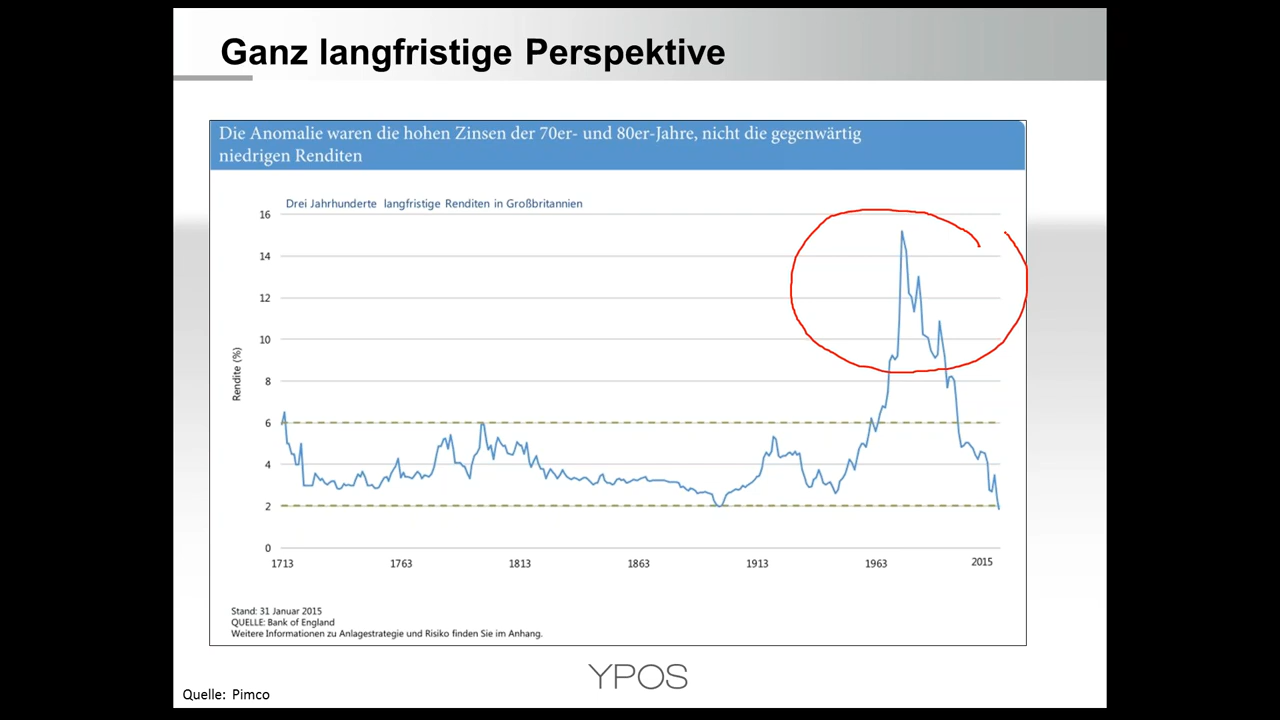 Ganz langfristige Perspektive
Die Anomalie waren die hohen Zinsen der 70er- und 80er-Jahre, nicht die gegenwärtig
niedrigen Renditen
Drei Jahrhunderte langfristige Renditen in Großbritannien
16
14
12
10
8
6
4
2
0
Rendite (%)
1713 1763 1813 1863 1913 1963 2015
Stand: 31 Januar 2015
QUELLE: Bank of England
Weitere Informationen zu Anlagestrategie und Risiko finden Sie im Anhang.
YPOS
Quelle: Pimco